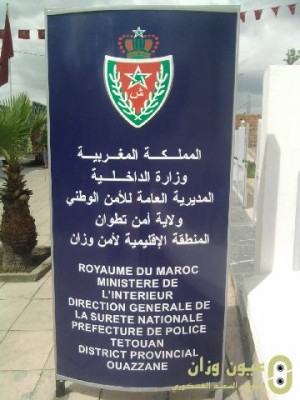 المملكة المغربية
وزارة الداخلية
المديرية العامة للأمن الوطني
ولاية أمن تطوان
المنطقة الإقليمية لأمن وزان
ROYAUME DU MAROC
MINISTERE DE
L'INTERIEUR
DIRECTION GENERALE DE
LA SURETE NATIONALE
PREFECTURE DE POLICE
TETOUAN
DISTRICT PROVINCIAL
OUAZZANE
عيون وزان